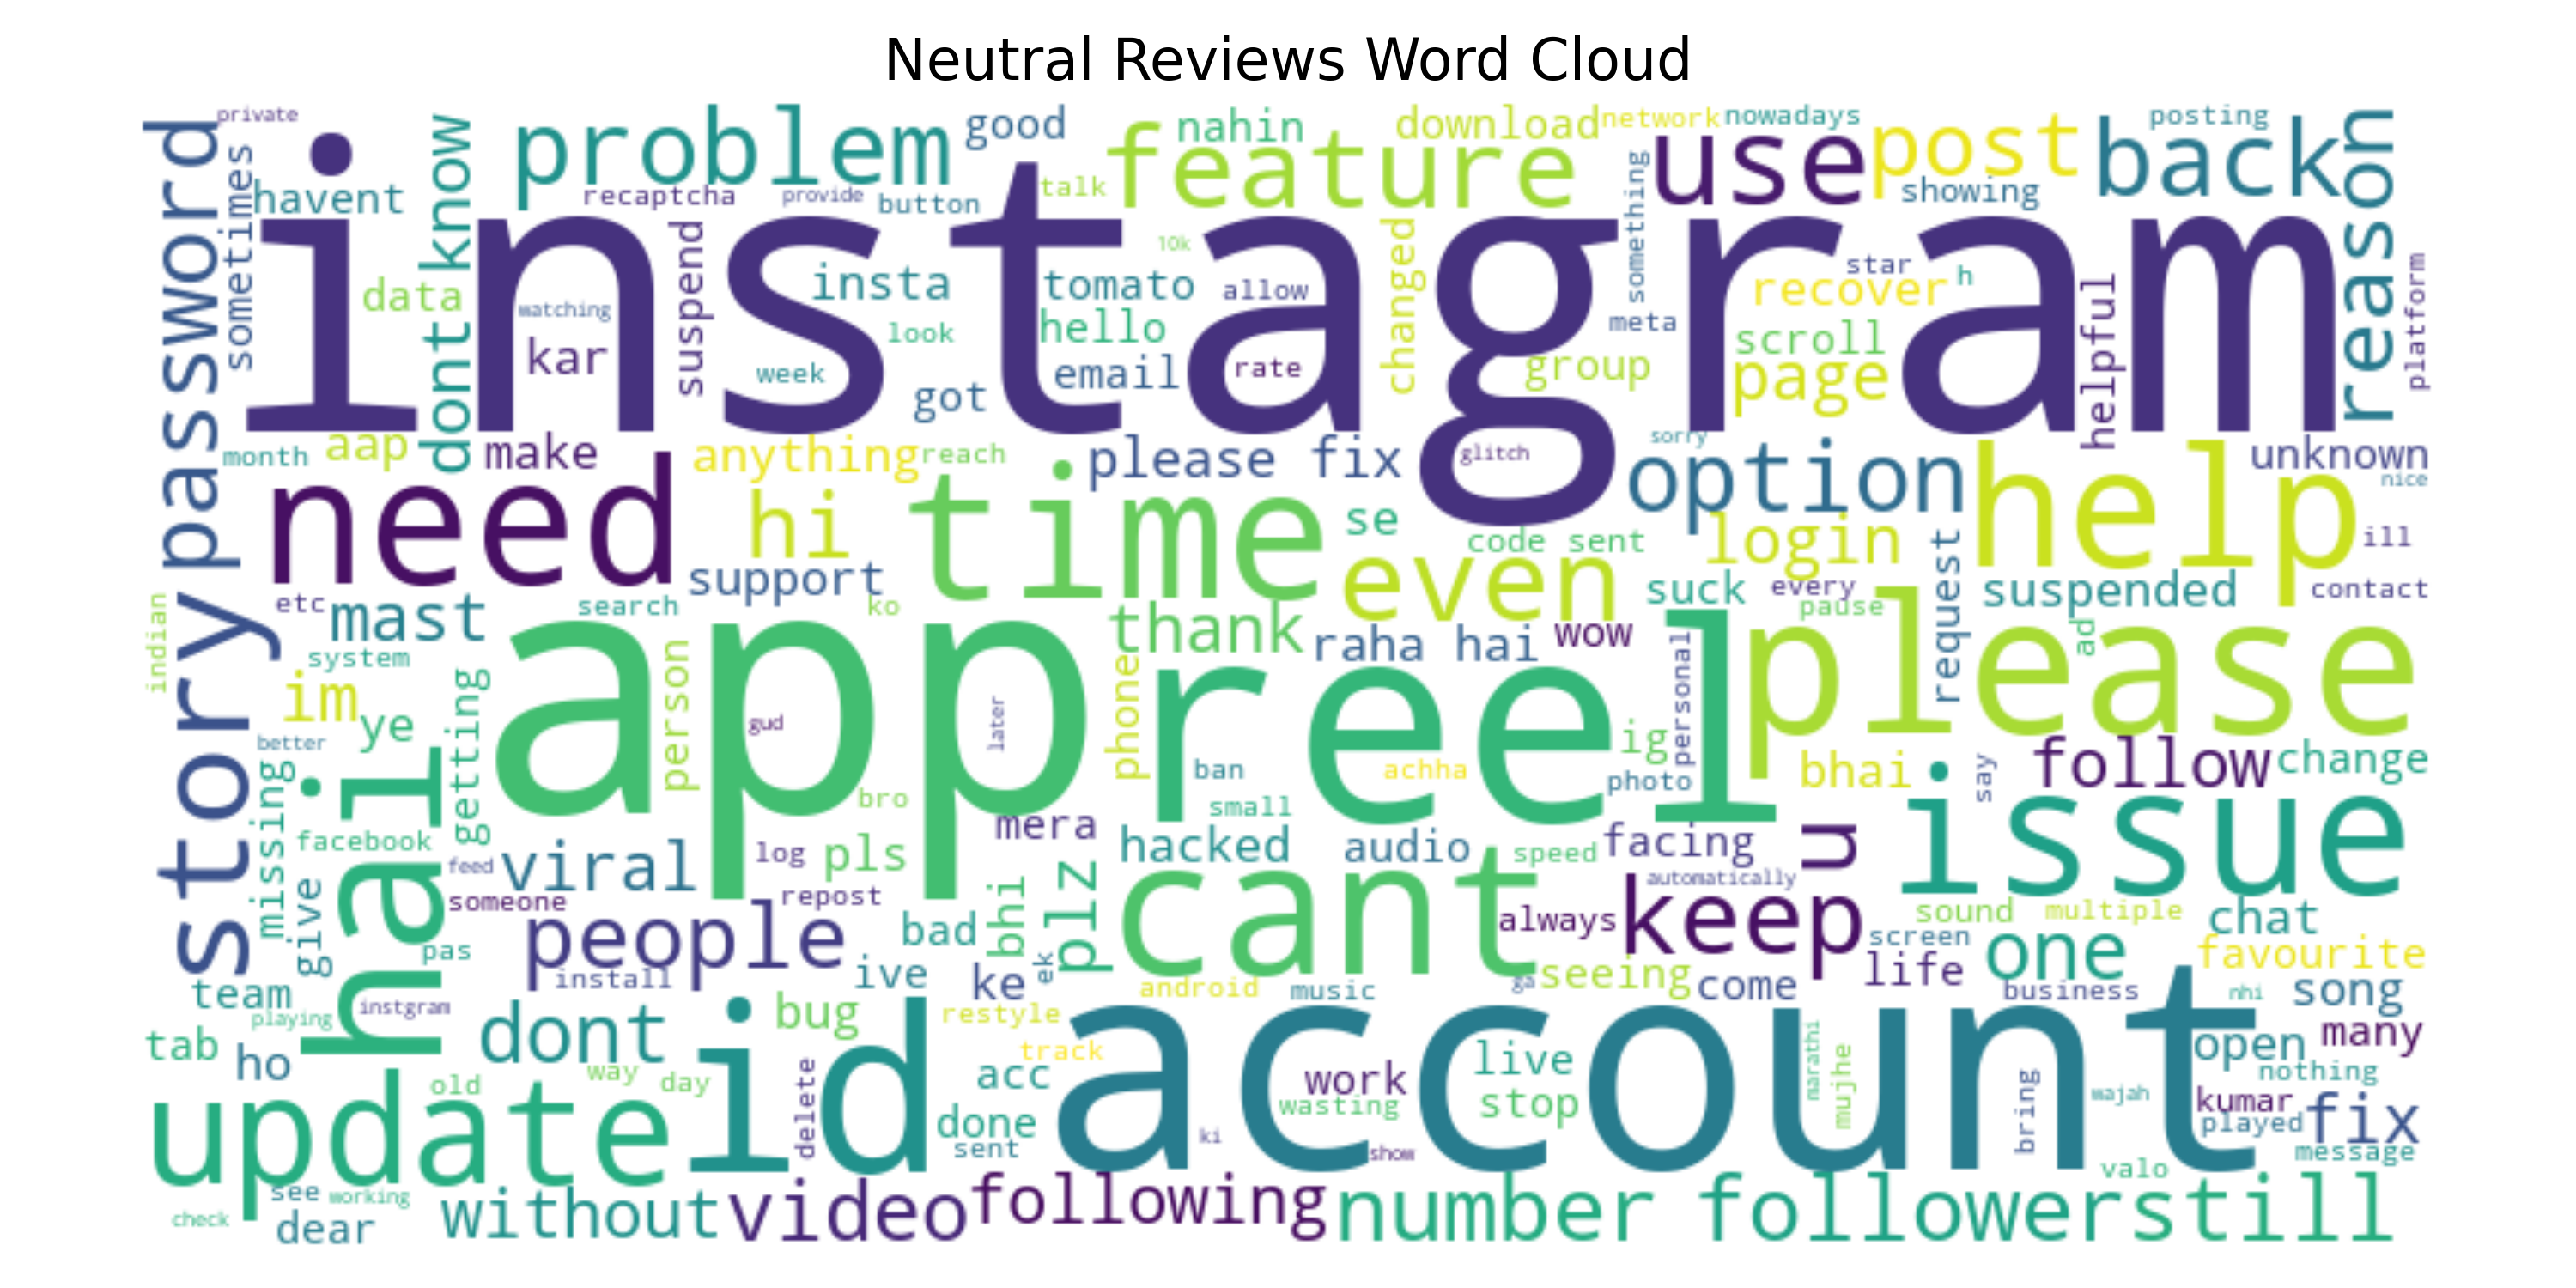 Neutral Reviews Word Cloud
private
password
sometimes
havent
dont know
problem
recaptcha
provide
button
good
nahin
talk
feature
download
network
nowadays
use
post
showing
posting
back
reason
platform
something
instagram
data
watching
kar
suspend
insta
look
week
got
10k
tomato
hello
email
allow
rate
changed
meta
group
star
recover
h
scroll
page
helpful
month
aap
make
anything
reach
please fix
glitch
sorry
option
help
unknown
nice
need
hi
time
se
code sent
login
ill
support
even
suck
every
pause
request
suspended
contact
indian
story
etc
mast
search
ko
system
thank
raha hai
wow
personal
please
ad
im
ye
getting
person
app
gud
later
phone
reel
ig
photo
bhai
say
follow
change
better
missing
hai
bro
ban
achha
small
issue
facebook
feed
viral
log
pls
mera
hacked
audio
speed
facing
u
give
someone
repost
bhi
plz
cant
automatically
always
keep
sound
multiple
chat
pas
people
install
bad
ive
ke
ek
screen
one
favourite
team
playing
instgram
android
music
ga
seeing
come
life
business
nhi
song
tab
ho
dont
bug
restyle
track
account
open
many
nothing
update
old
way
day
id
delete
acc
done
sent
work
wasting
live
stop
marathi
mujhe
bring
wajah
kumar
played
fix
message
ki
show
valo
see
working
check
dear
without
video
following
number follower
still